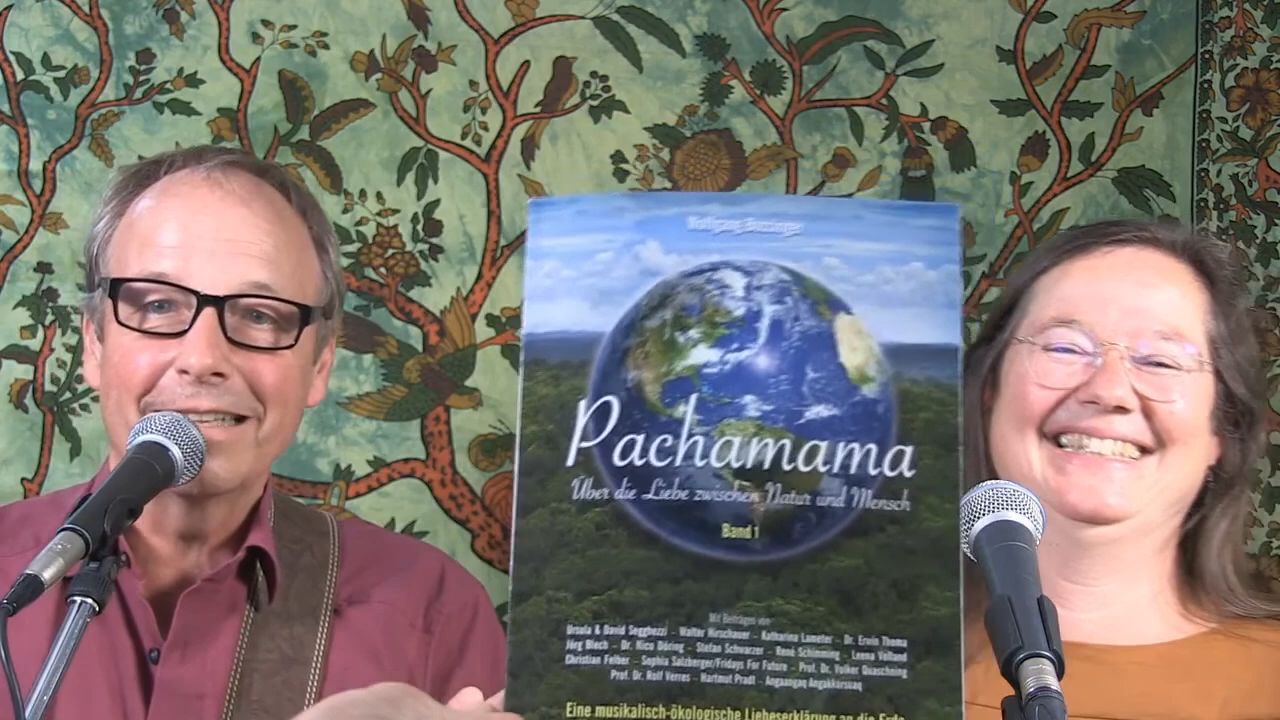 Pachamama
Über die Liebe zwischen Natur und Mensch
Band 1
Mit Beiträgen von
Ursula & David Seghezzi – Walter Hirschauer – Katharina Lameter – Dr. Erwin Thoma
Jörg Blech – Dr. Nico Döring – Stefan Schwarzer – René Schimming – Leena Volland
Christian Felber – Sophia Salzberger/Fridays For Future – Prof. Dr. Volker Quaschning
Prof. Dr. Rolf Verres – Hartmut Pradt – Angaangaq Angakkorsuaq
Eine musikalisch-ökologische Liebeserklärung an die Erde